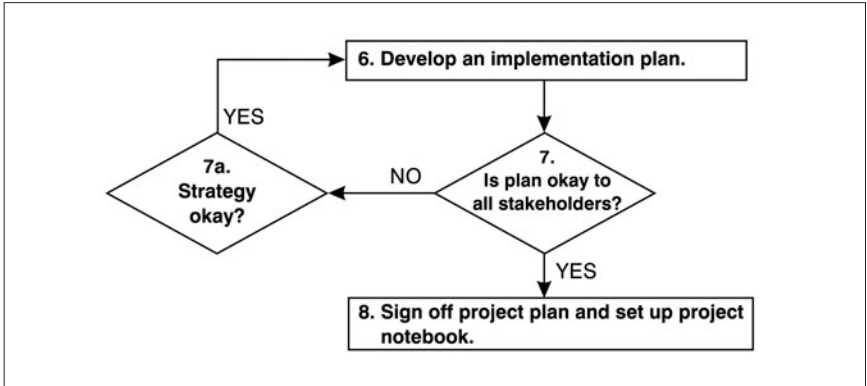 6. Develop an implementation plan.
YES
7a.
Strategy
okay?
NO
7.
Is plan okay to
all stakeholders?
YES
8. Sign off project plan and set up project
notebook.